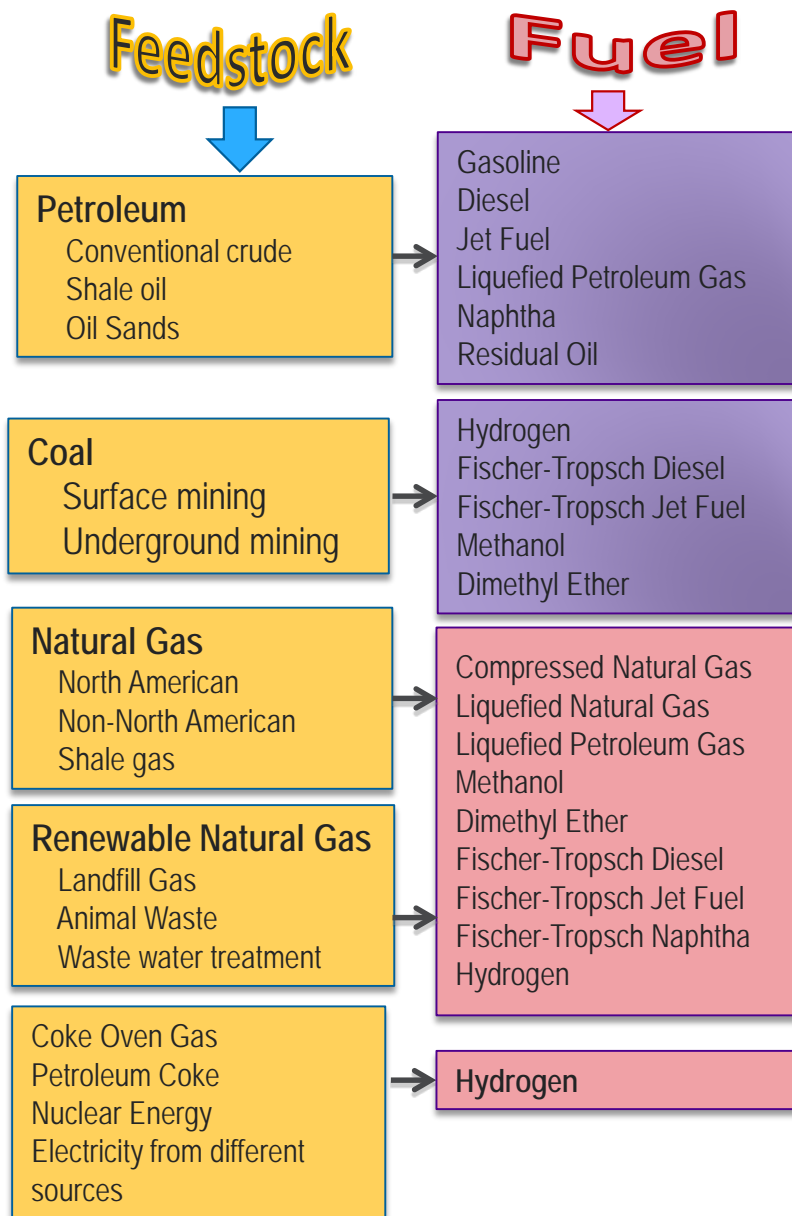 Feedstock
Fuel
Petroleum
Conventional crude
Shale oil
Oil Sands
Gasoline
Diesel
Jet Fuel
Liquefied Petroleum Gas
Naphtha
Residual Oil
Coal
Surface mining
Underground mining
Hydrogen
Fischer-Tropsch Diesel
Fischer-Tropsch Jet Fuel
Methanol
Dimethyl Ether
Natural Gas
North American
Non-North American
Shale gas
Renewable Natural Gas
Landfill Gas
Animal Waste
Waste water treatment
Compressed Natural Gas
Liquefied Natural Gas
Liquefied Petroleum Gas
Methanol
Dimethyl Ether
Fischer-Tropsch Diesel
Fischer-Tropsch Jet Fuel
Fischer-Tropsch Naphtha
Hydrogen
Coke Oven Gas
Petroleum Coke
Nuclear Energy
Electricity from different
sources
Hydrogen